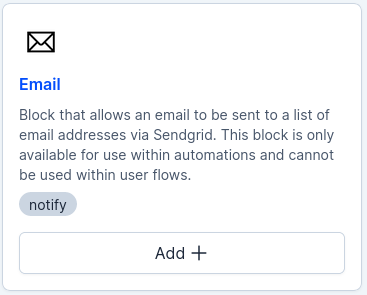 Email
Block that allows an email to be sent to a list of
email addresses via Sendgrid. This block is only
available for use within automations and cannot
be used within user flows.
notify
Add +